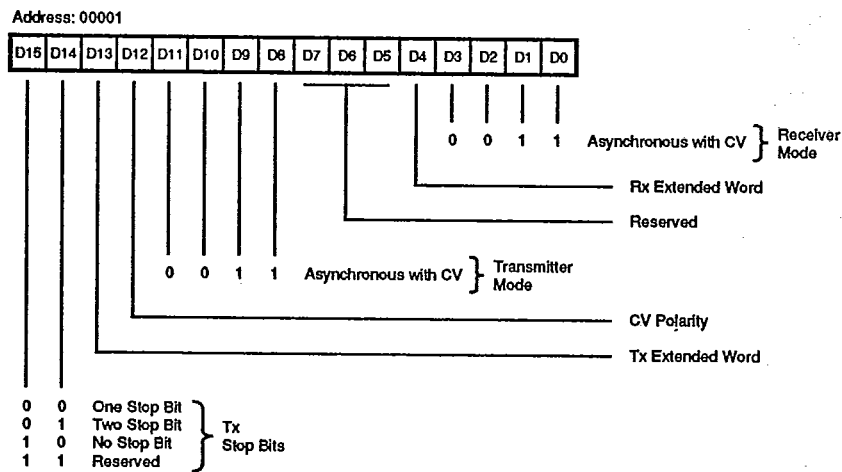 Address: 00001
D15 D14 D13 D12 D11 D10 D9 D8 D7 D6 D5 D4 D3 D2 D1 D0
0 0 1 1 Asynchronous with CV } Receiver Mode
Rx Extended Word
Reserved
0 0 1 1 Asynchronous with CV } Transmitter Mode
CV Polarity
Tx Extended Word
0 0 One Stop Bit
0 1 Two Stop Bit
1 0 No Stop Bit
1 1 Reserved
} Tx Stop Bits